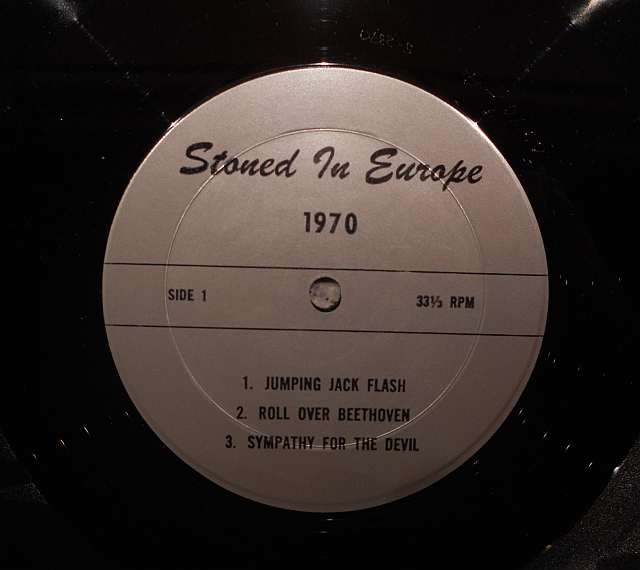 Stoned In Europe
1970
SIDE 1
33⅓ RPM
1. JUMPING JACK FLASH
2. ROLL OVER BEETHOVEN
3. SYMPATHY FOR THE DEVIL